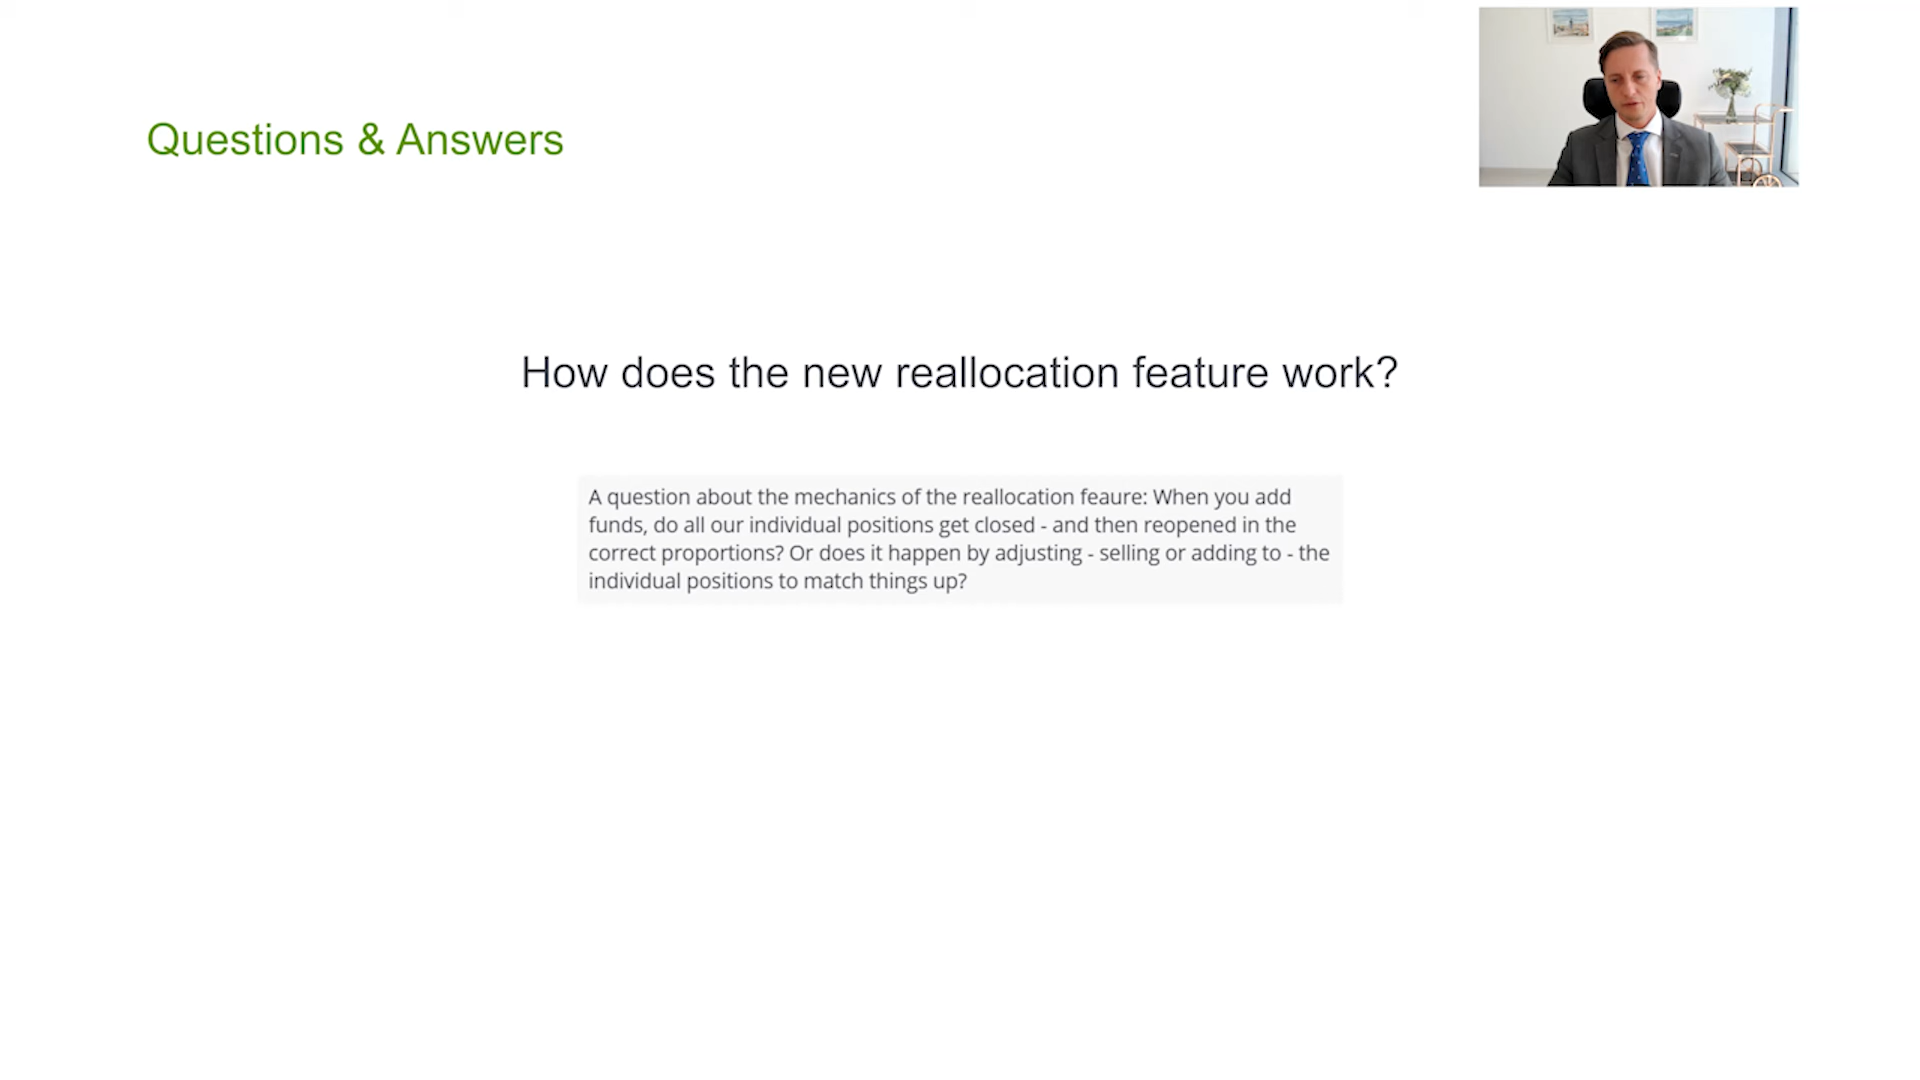 Questions & Answers
How does the new reallocation feature work?
A question about the mechanics of the reallocation feaure: When you add
funds, do all our individual positions get closed - and then reopened in the
correct proportions? Or does it happen by adjusting - selling or adding to - the
individual positions to match things up?